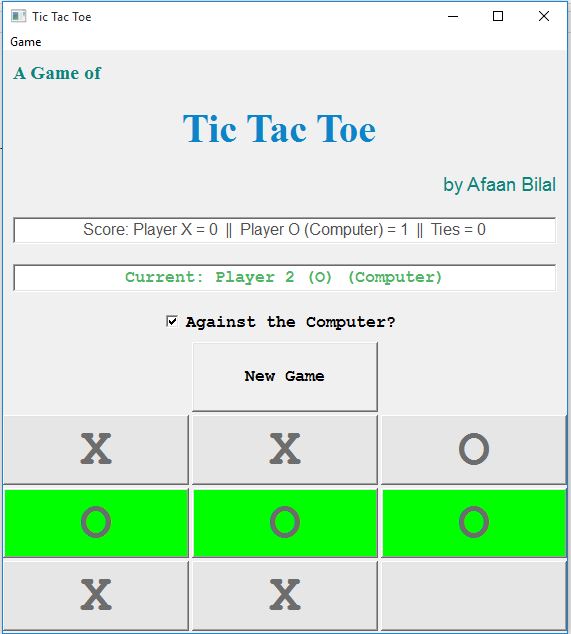 Tic Tac Toe
Game
A Game of
Tic Tac Toe
by Afaan Bilal
Score: Player X = 0 || Player O (Computer) = 1 || Ties = 0
Current: Player 2 (O) (Computer)
Against the Computer?
New Game
X X O
O O O
X X